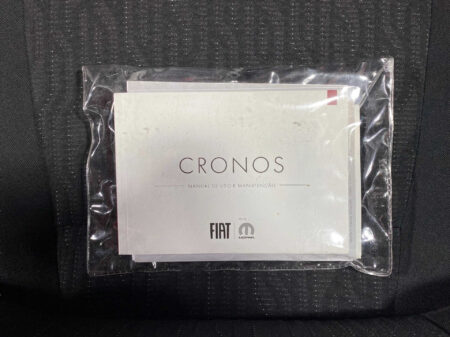 CRONOS
MANUAL DE USO E MANUTENÇÃO
FIAT
mopar